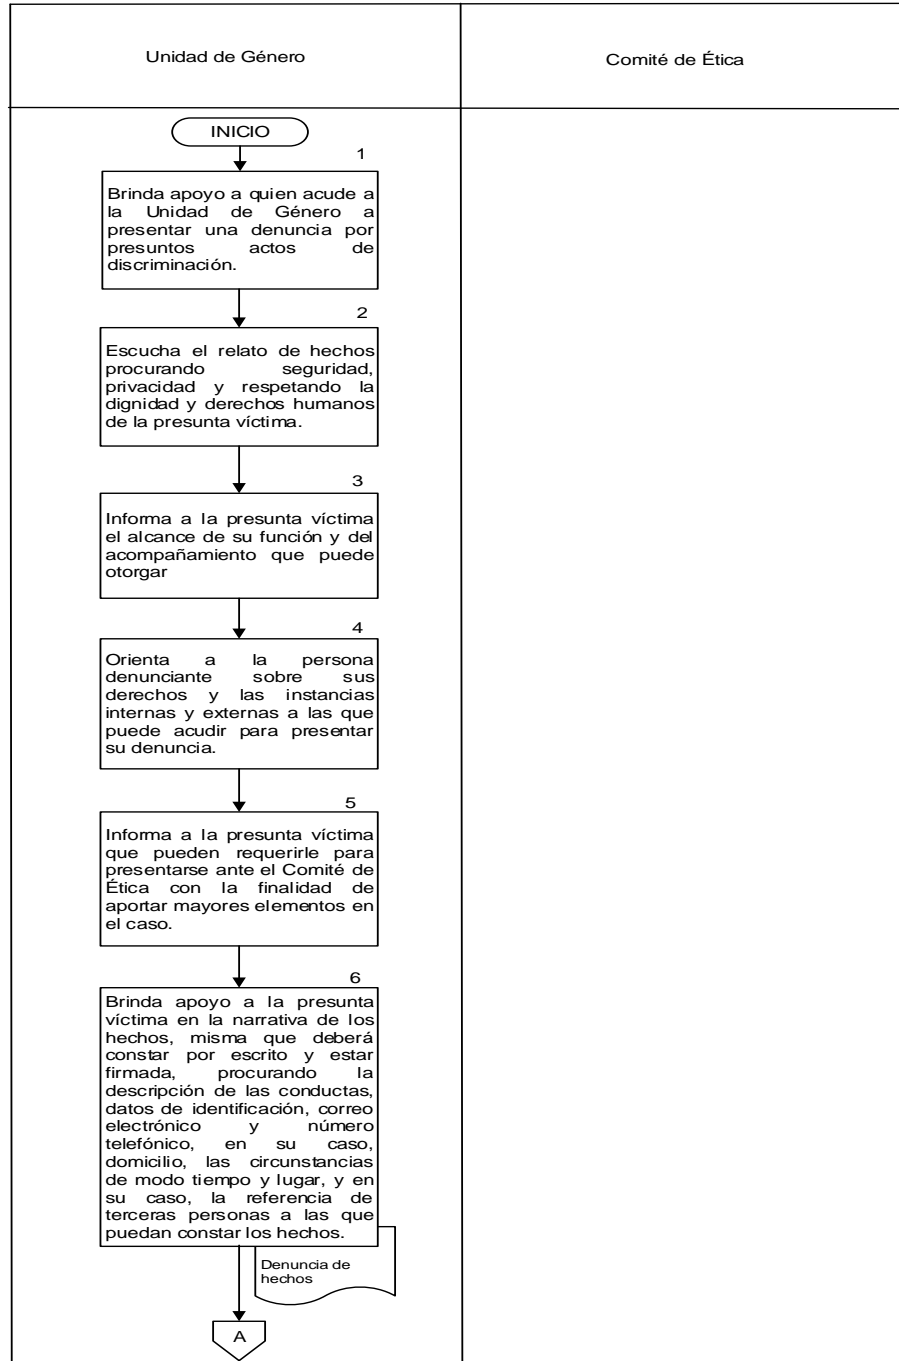 Unidad de Género
Comité de Ética
INICIO
1
Brinda apoyo a quien acude a
la Unidad de Género a
presentar una denuncia por
presuntos actos de
discriminación.
2
Escucha el relato de hechos
procurando seguridad,
privacidad y respetando la
dignidad y derechos humanos
de la presunta víctima.
3
Informa a la presunta víctima
el alcance de su función y del
acompañamiento que puede
otorgar
4
Orienta a la persona
denunciante sobre sus
derechos y las instancias
internas y externas a las que
puede acudir para presentar
su denuncia.
5
Informa a la presunta víctima
que pueden requerirle para
presentarse ante el Comité de
Ética con la finalidad de
aportar mayores elementos en
el caso.
6
Brinda apoyo a la presunta
víctima en la narrativa de los
hechos, misma que deberá
constar por escrito y estar
firmada, procurando la
descripción de las conductas,
datos de identificación, correo
electrónico y número
telefónico, en su caso,
domicilio, las circunstancias
de modo tiempo y lugar, y en
su caso, la referencia de
terceras personas a las que
puedan constar los hechos.
Denuncia de
hechos
A